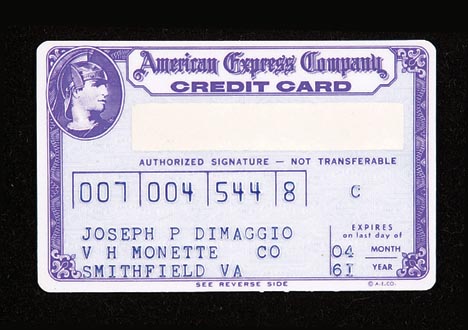 American Express Company
CREDIT CARD
AUTHORIZED SIGNATURE — NOT TRANSFERABLE
007 004 544 8 C
JOSEPH P DIMAGGIO
V H MONETTE CO
SMITHFIELD VA
EXPIRES
on last day of
04 MONTH
61 YEAR
SEE REVERSE SIDE
© A.E.CO.